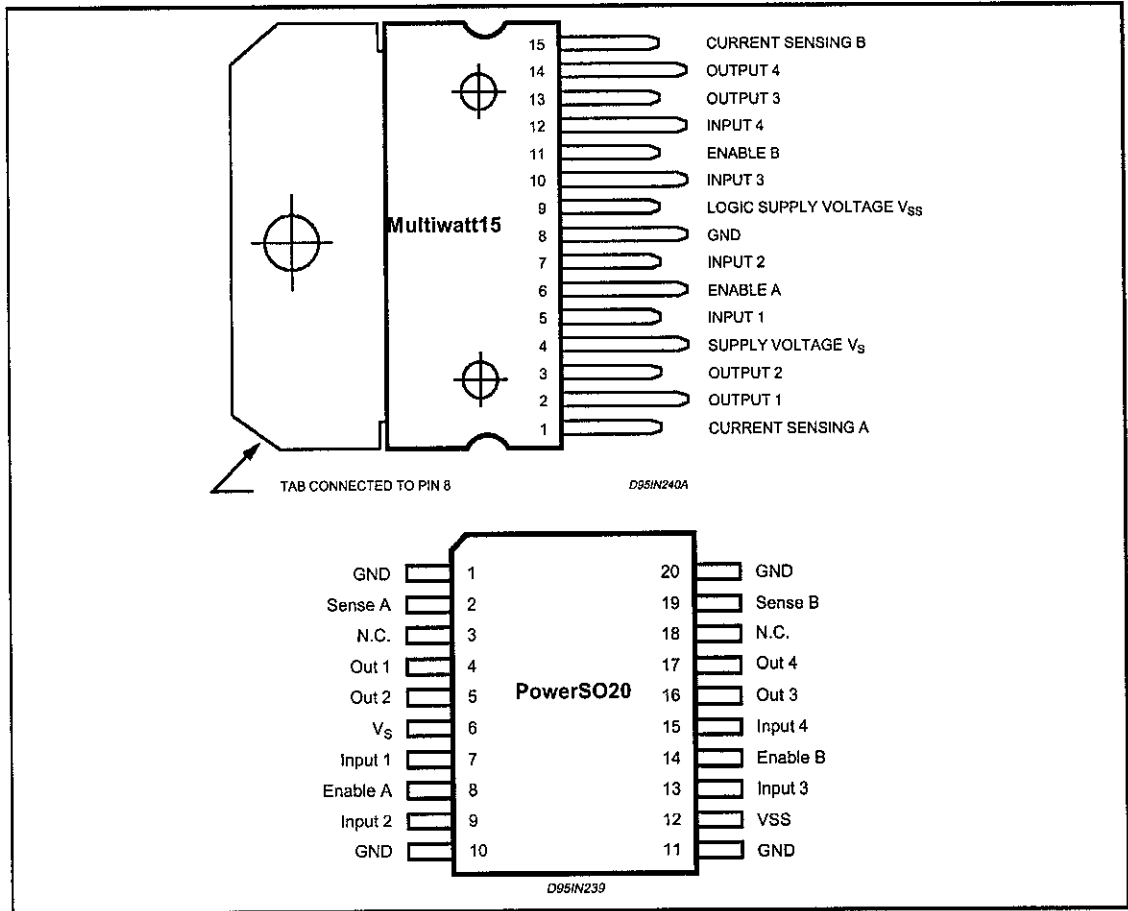 15 CURRENT SENSING B
14 OUTPUT 4
13 OUTPUT 3
12 INPUT 4
11 ENABLE B
10 INPUT 3
9 LOGIC SUPPLY VOLTAGE VSS
Multiwatt15
8 GND
7 INPUT 2
6 ENABLE A
5 INPUT 1
4 SUPPLY VOLTAGE VS
3 OUTPUT 2
2 OUTPUT 1
1 CURRENT SENSING A
TAB CONNECTED TO PIN 8
D95IN240A
GND 1 20 GND
Sense A 2 19 Sense B
N.C. 3 18 N.C.
Out 1 4 17 Out 4
PowerSO20
Out 2 5 16 Out 3
VS 6 15 Input 4
Input 1 7 14 Enable B
Enable A 8 13 Input 3
Input 2 9 12 VSS
GND 10 11 GND
D95IN239